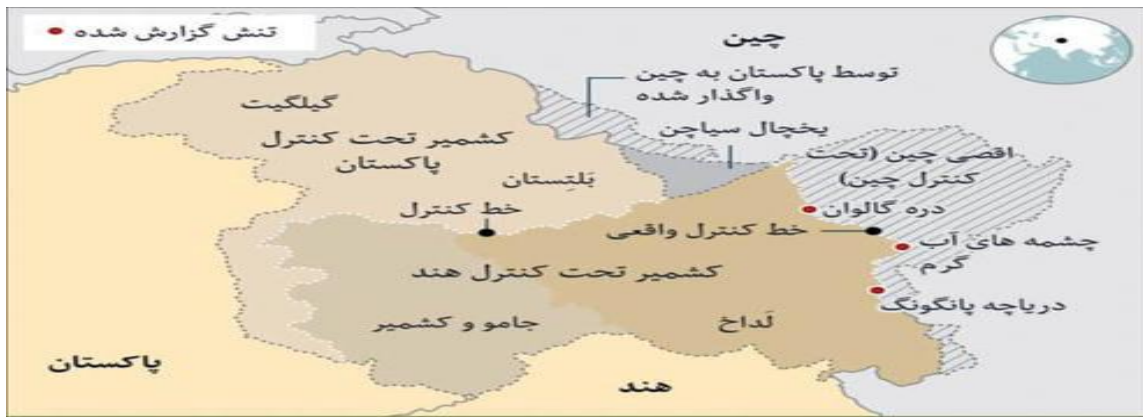 تنش گزارش شده
چین
توسط پاکستان به چین
واگذار شده
گیلگیت
یخچال سیاچن
کشمیر تحت کنترل
پاکستان
اقصی چین (تحت
کنترل چین)
بَلتِستان
خط کنترل
دره گالوان
خط کنترل واقعی
چشمه های آب
گرم
کشمیر تحت کنترل هند
دریاچه پانگونگ
جامو و کشمیر
لَداخ
پاکستان
هند